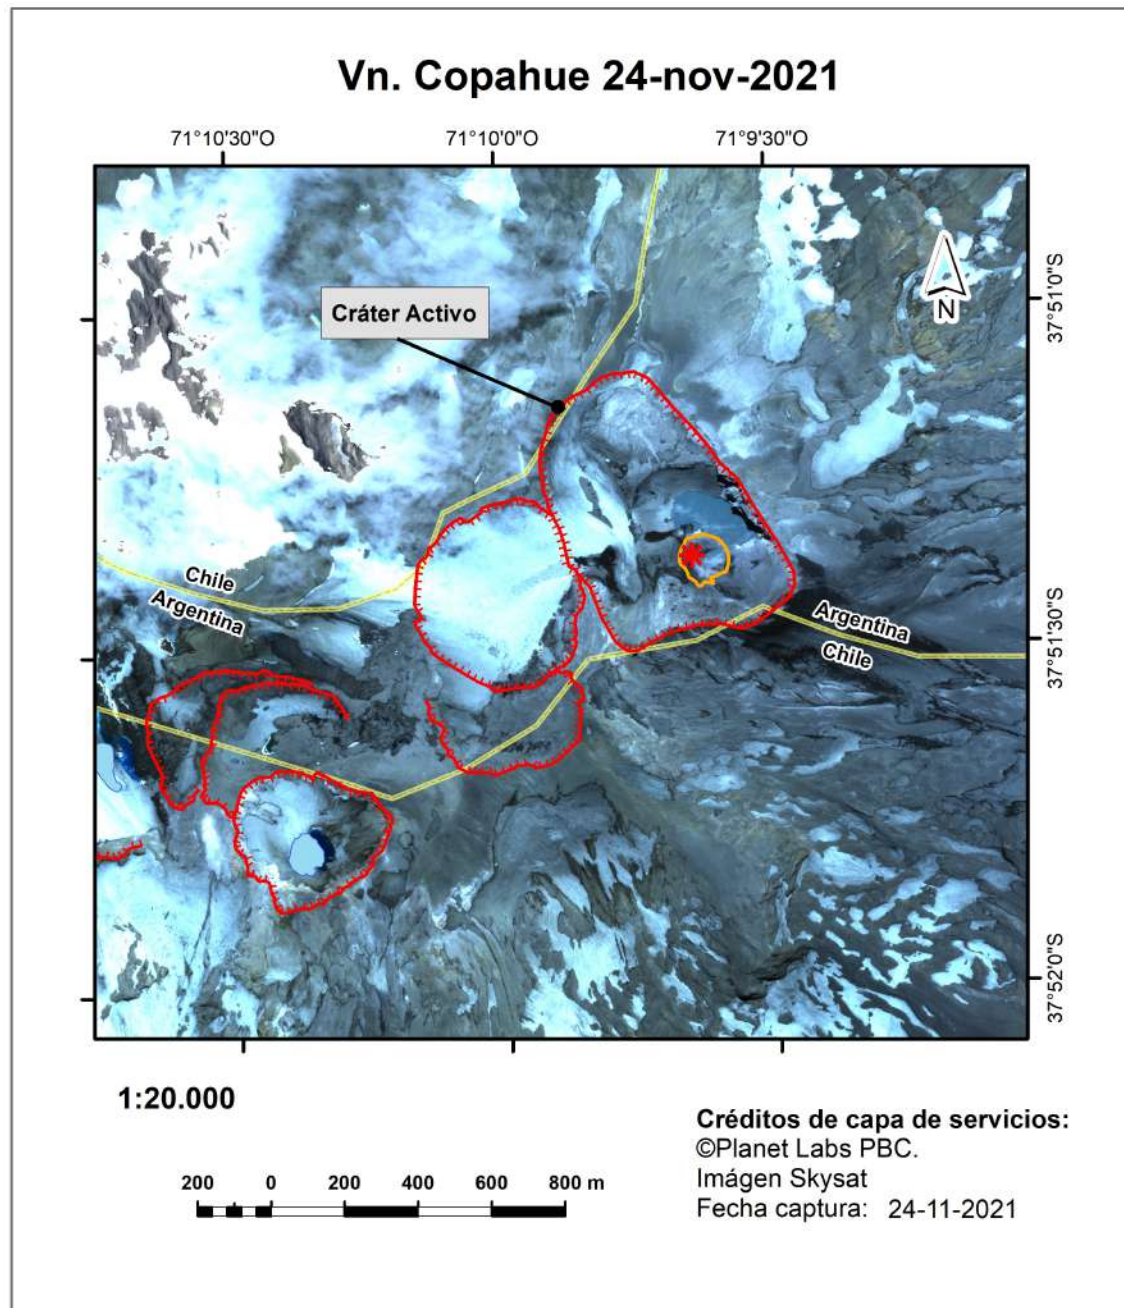 Vn. Copahue 24-nov-2021
71°10'30"O
71°10'0"O
71°9'30"O
Cráter Activo
N
37°51'0"S
Chile
Argentina
Argentina
Chile
37°51'30"S
37°52'0"S
1:20.000
200 0 200 400 600 800 m
Créditos de capa de servicios:
©Planet Labs PBC.
Imágen Skysat
Fecha captura: 24-11-2021